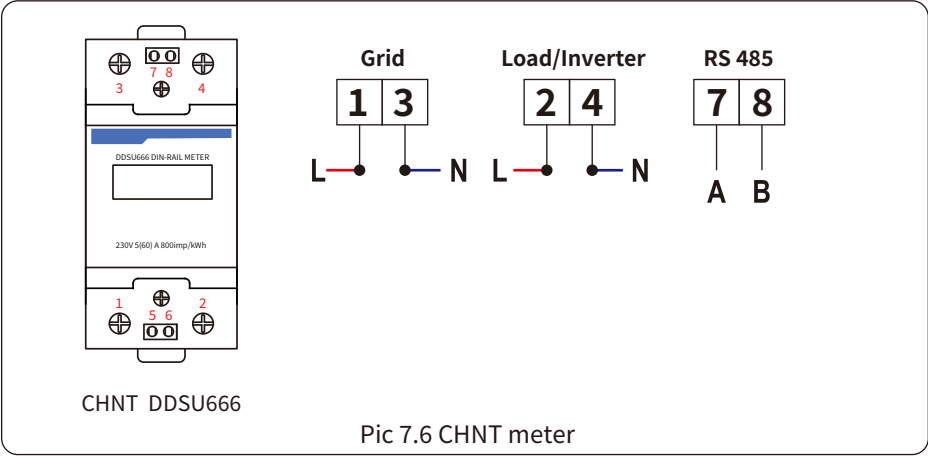 7 8
3 4
DDSU666 DIN-RAIL METER
230V 5(60) A 800imp/kWh
1 2
5 6
CHNT DDSU666
Grid
1 3
L N
Load/Inverter
2 4
L N
RS 485
7 8
A B
Pic 7.6 CHNT meter